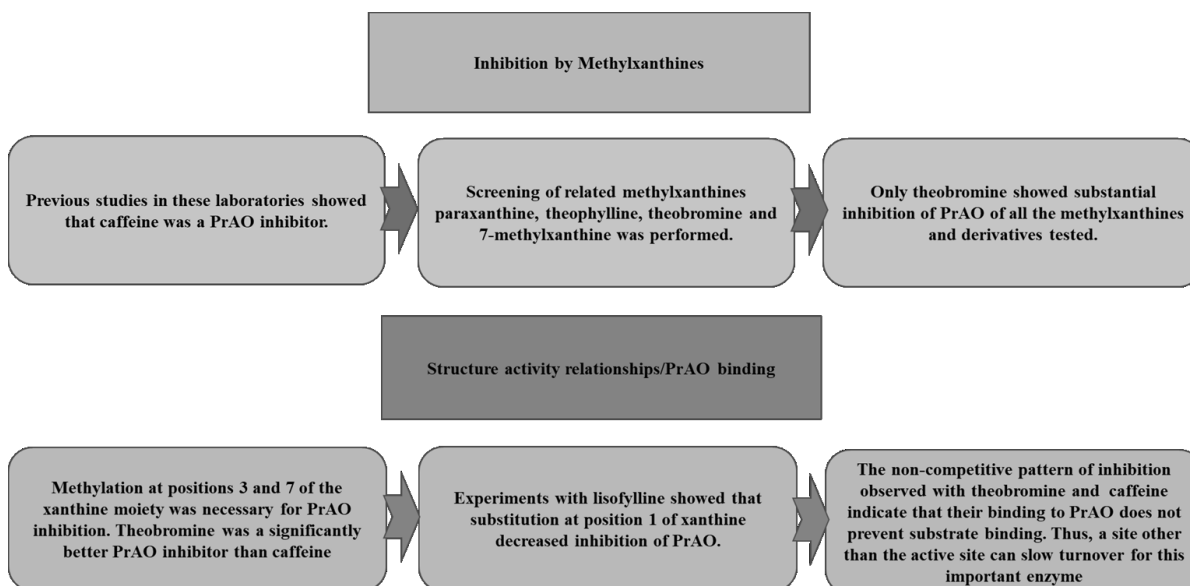 Inhibition by Methylxanthines
Previous studies in these laboratories showed
that caffeine was a PrAO inhibitor.
Screening of related methylxanthines
paraxanthine, theophylline, theobromine and
7-methylxanthine was performed.
Only theobromine showed substantial
inhibition of PrAO of all the methylxanthines
and derivatives tested.
Structure activity relationships/PrAO binding
Methylation at positions 3 and 7 of the
xanthine moiety was necessary for PrAO
inhibition. Theobromine was a significantly
better PrAO inhibitor than caffeine
Experiments with lisofylline showed that
substitution at position 1 of xanthine
decreased inhibition of PrAO.
The non-competitive pattern of inhibition
observed with theobromine and caffeine
indicate that their binding to PrAO does not
prevent substrate binding. Thus, a site other
than the active site can slow turnover for this
important enzyme